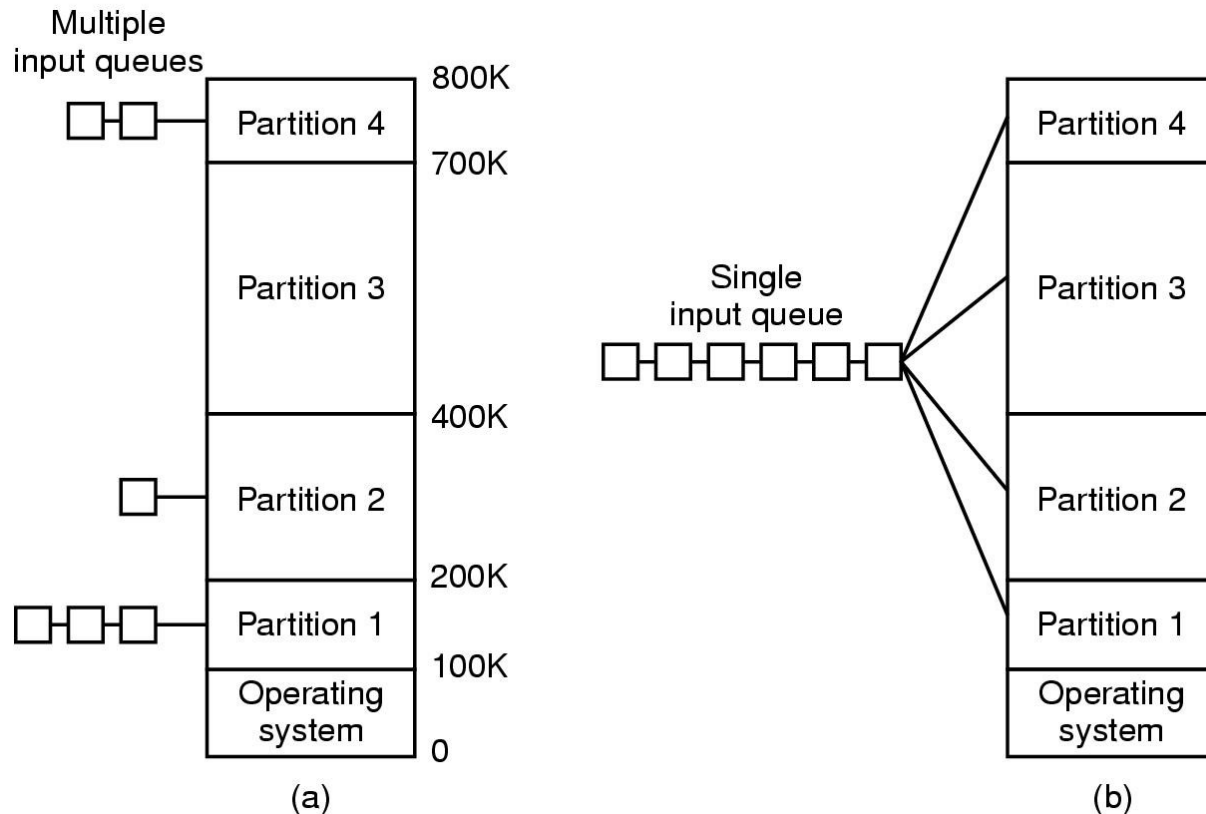 Multiple
input queues
800K
Partition 4
700K
Partition 3
400K
Partition 2
200K
Partition 1
100K
Operating
system
0
(a)
Single
input queue
Partition 4
Partition 3
Partition 2
Partition 1
Operating
system
(b)